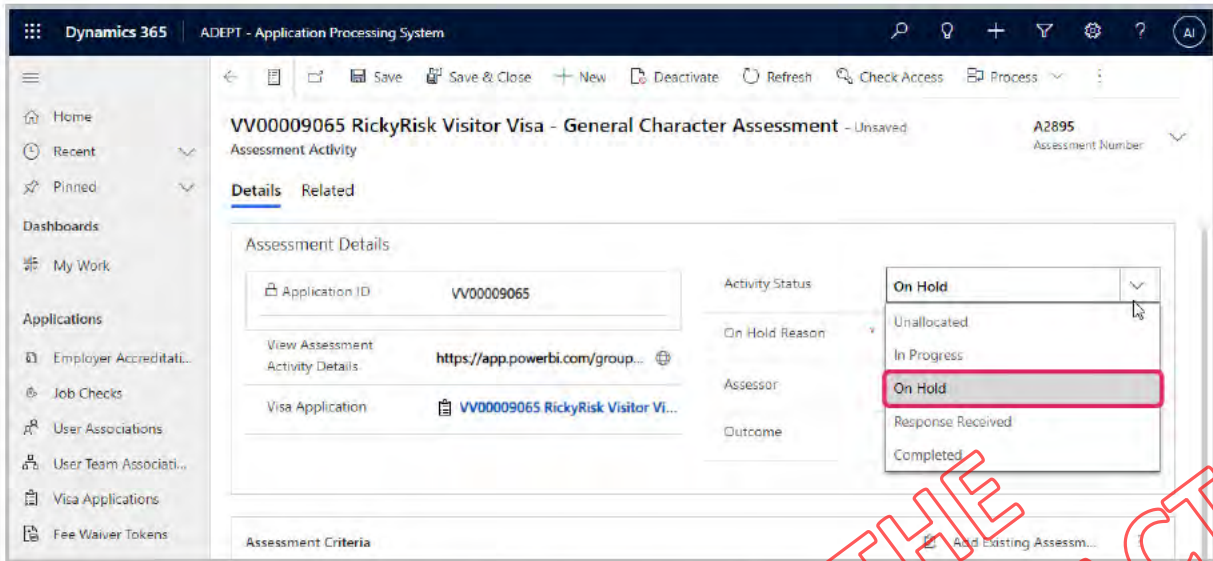 Dynamics 365 ADEPT - Application Processing System AI
Save Save & Close New Deactivate Refresh Check Access Process
Home
Recent
Pinned
Dashboards
My Work
Applications
Employer Accreditati...
Job Checks
User Associations
User Team Associati...
Visa Applications
Fee Waiver Tokens
VV00009065 RickyRisk Visitor Visa - General Character Assessment - Unsaved
Assessment Activity
A2895
Assessment Number
Details Related
Assessment Details
Application ID VV00009065
View Assessment
Activity Details
https://app.powerbi.com/group...
Visa Application VV00009065 RickyRisk Visitor Vi...
Activity Status On Hold
On Hold Reason *
Assessor
Outcome
Unallocated
In Progress
On Hold
Response Received
Completed
Assessment Criteria Add Existing Assessm...
THE
ACT